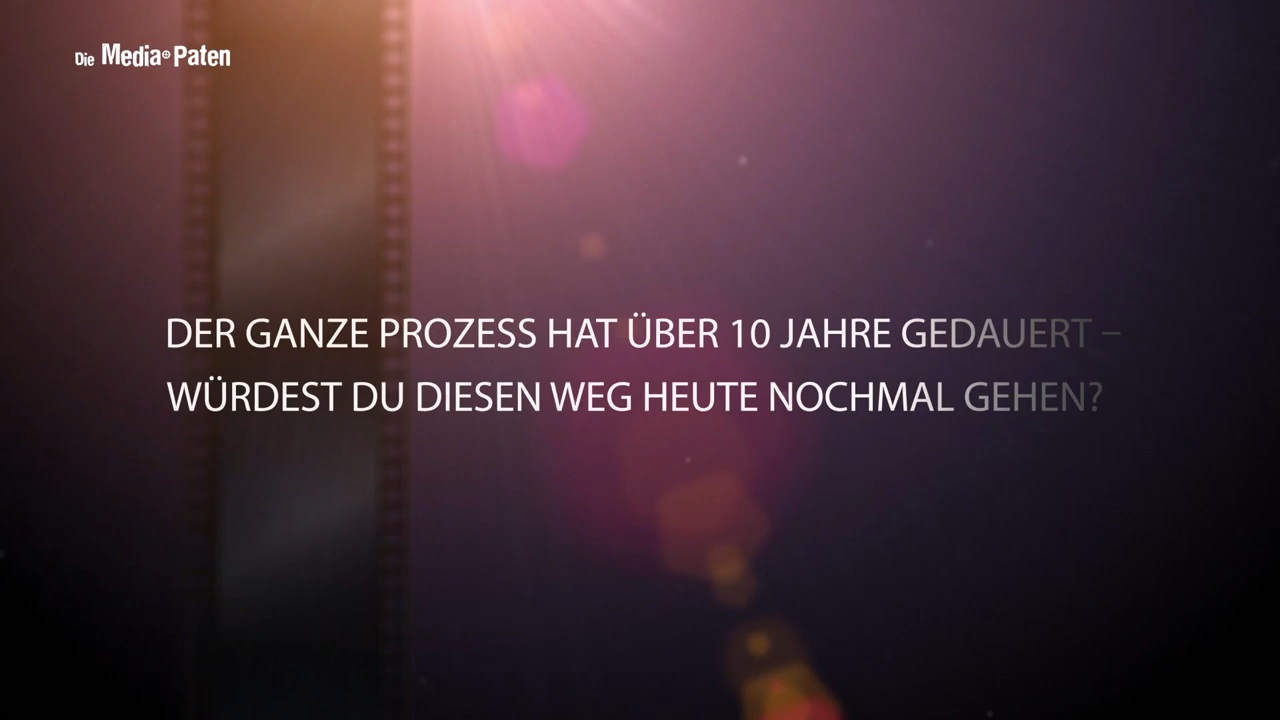 Die Media Paten
DER GANZE PROZESS HAT ÜBER 10 JAHRE GEDAUERT –
WÜRDEST DU DIESEN WEG HEUTE NOCHMAL GEHEN?